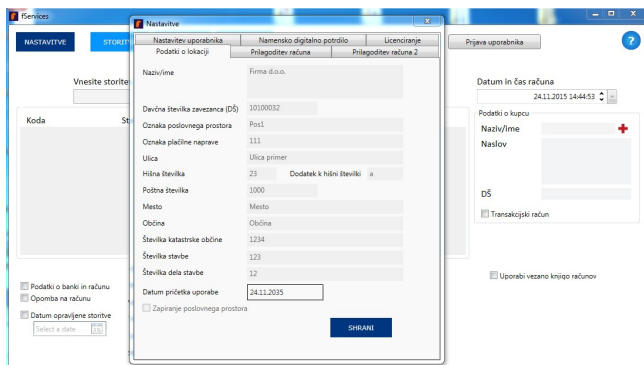 fServices
Nastavitve
NASTAVITVE
Prijava uporabnika
?
Nastavitev uporabnika
Namensko digitalno potrdilo
Licenciranje
Podatki o lokaciji
Prilagoditev računa
Prilagoditev računa 2
Naziv/ime
Firma d.o.o.
Davčna številka zavezanca (DŠ)
10100032
Oznaka poslovnega prostora
Pos1
Oznaka plačilne naprave
111
Ulica
Ulica primer
Hišna številka
23
Dodatek k hišni številki
a
Poštna številka
1000
Mesto
Mesto
Občina
Občina
Številka katastrske občine
1234
Številka stavbe
123
Številka dela stavbe
12
Datum pričetka uporabe
24.11.2035
Zapiranje poslovnega prostora
SHRANI
Koda
Datum in čas računa
24.11.2015 14:44:53
Podatki o kupcu
Naziv/Ime
Naslov
DŠ
Transakcijski račun
Uporabi vezano knjigo računov
Podatki o banki in računu
Opomba na računu
Datum opravljene storitve
Select a date
15